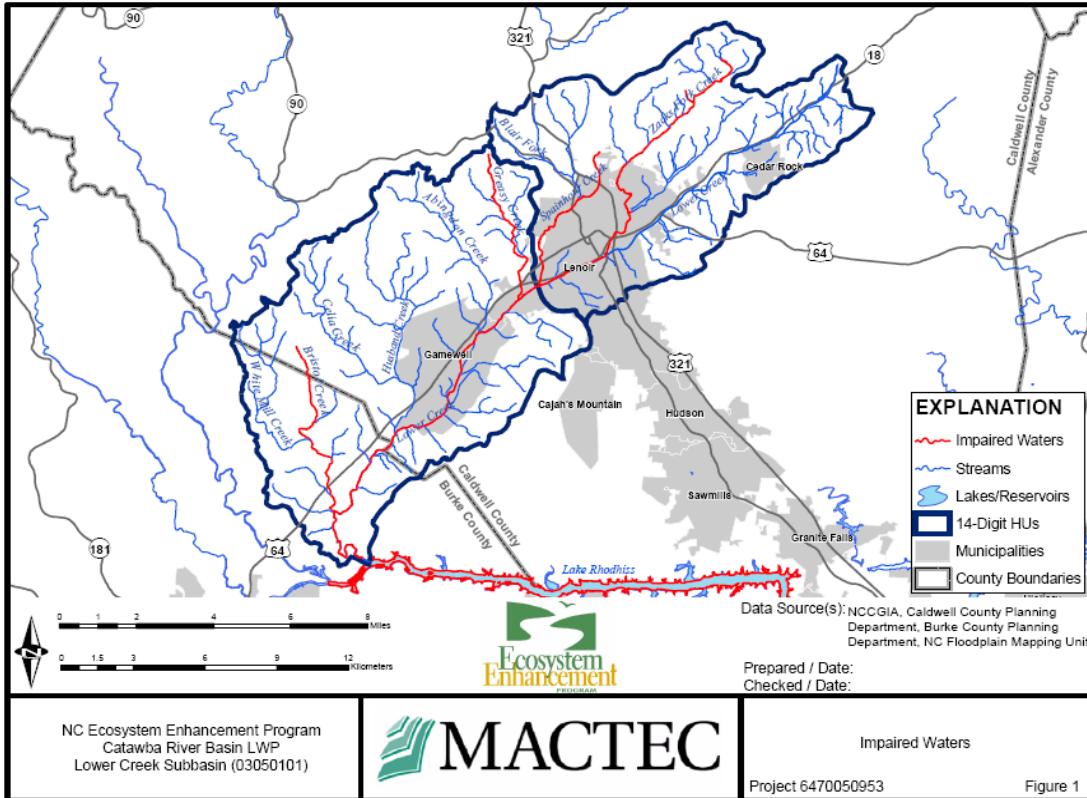 90
321
18
90
Zacks Fork Creek
Caldwell County
Alexander County
Blair Fork
Cedar Rock
Greasy Creek
Spainhour Creek
Abingdon Creek
Lower Creek
64
Lenoir
Celia Creek
Husband Creek
Gamewell
Bristol Creek
White Mill Creek
321
Cajah's Mountain
Hudson
Lower Creek
EXPLANATION
Impaired Waters
Streams
Lakes/Reservoirs
14-Digit HUs
Municipalities
County Boundaries
Caldwell County
Burke County
Sawmills
Granite Falls
181
64
Lake Rhodhiss
0 1 2 4 6 8
Miles
0 1.5 3 6 9 12
Kilometers
N
Ecosystem
Enhancement
PROGRAM
Data Source(s): NCCGIA, Caldwell County Planning
Department, Burke County Planning
Department, NC Floodplain Mapping Unit
Prepared / Date:
Checked / Date:
NC Ecosystem Enhancement Program
Catawba River Basin LWP
Lower Creek Subbasin (03050101)
MACTEC
Impaired Waters
Project 6470050953
Figure 1